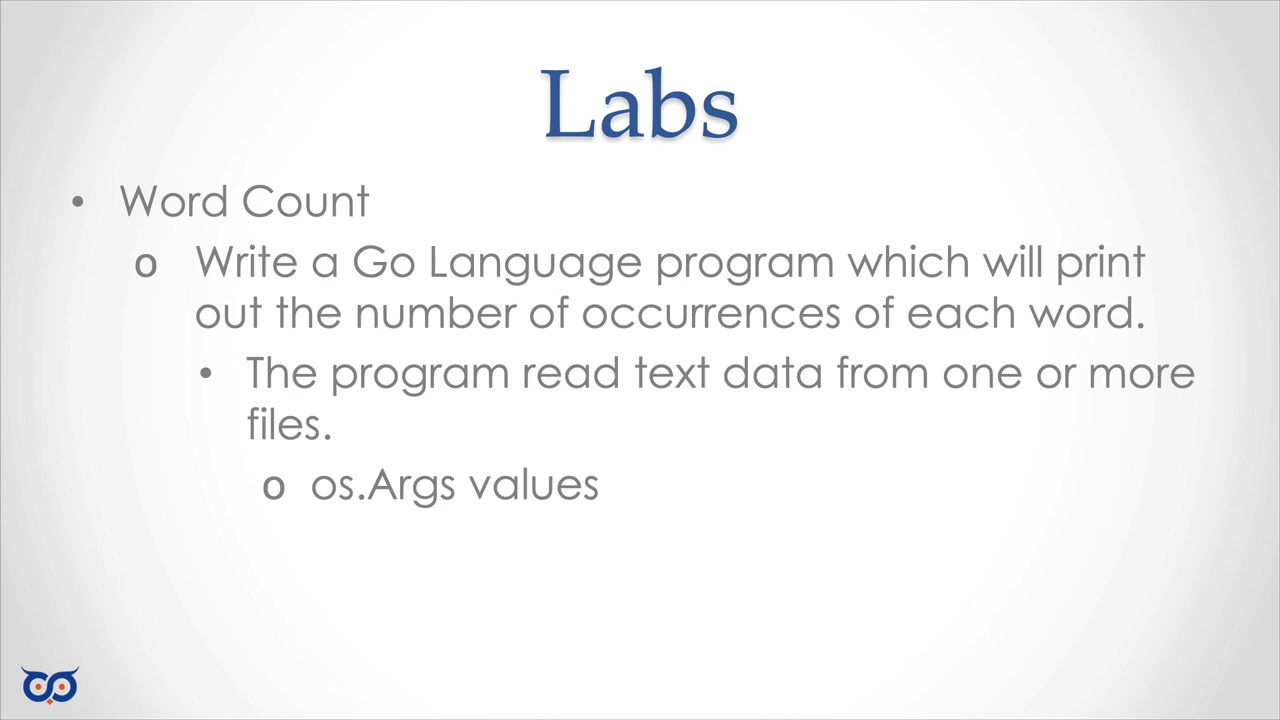 Labs
• Word Count
o Write a Go Language program which will print
out the number of occurrences of each word.
• The program read text data from one or more
files.
o os.Args values